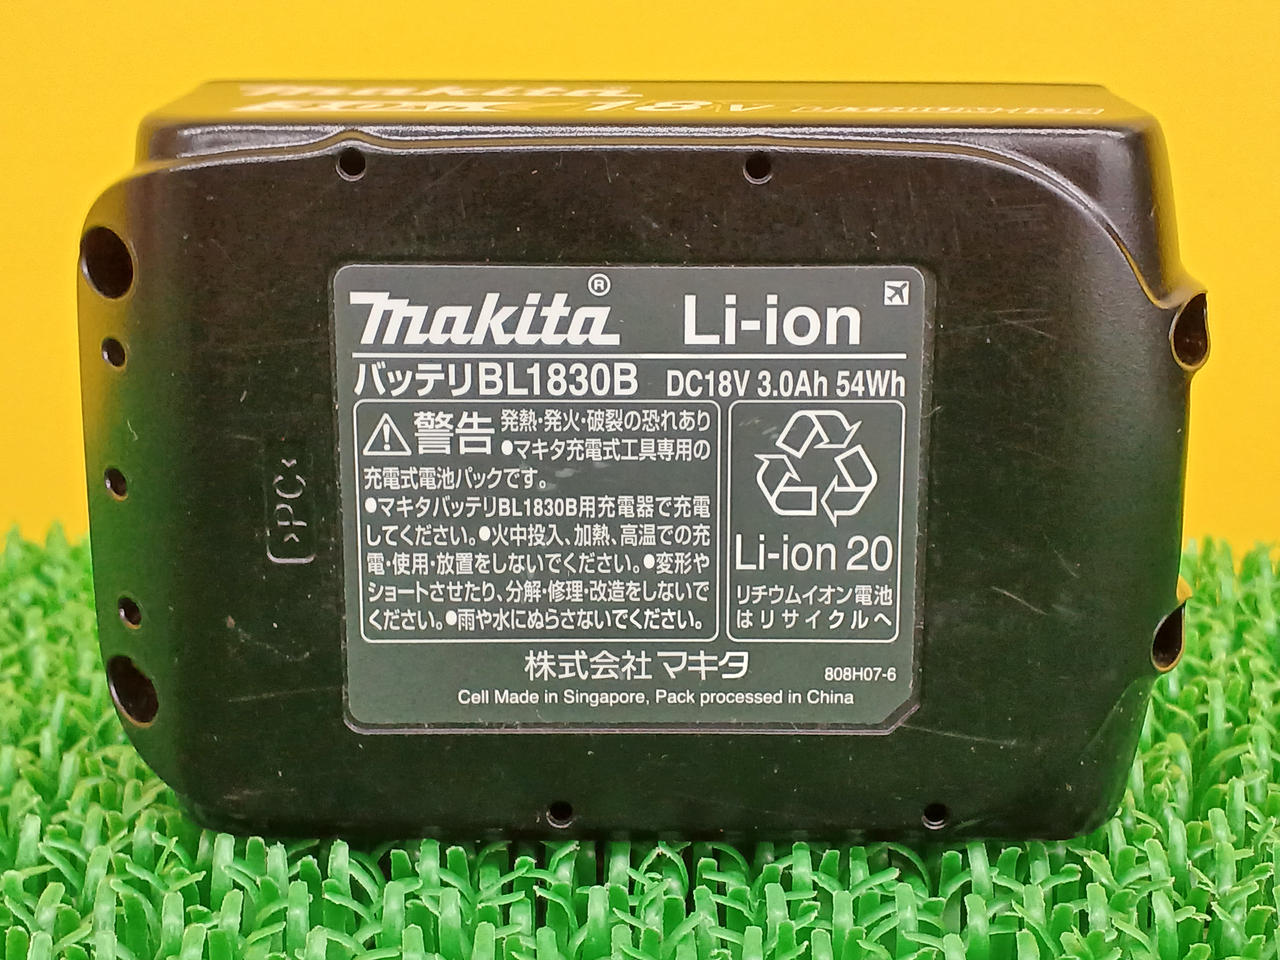 makita
18V
makita®
Li-ion
バッテリBL1830B DC18V 3.0Ah 54Wh
警告 発熱・発火・破裂の恐れあり
●マキタ充電式工具専用の
充電式電池パックです。
●マキタバッテリBL1830B用充電器で充電
してください。●火中投入、加熱、高温での充
電・使用・放置をしないでください。●変形や
ショートさせたり、分解・修理・改造をしないで
ください。●雨や水にぬらさないでください。
Li-ion 20
リチウムイオン電池
はリサイクルへ
株式会社マキタ
808H07-6
Cell Made in Singapore, Pack processed in China
>PC<